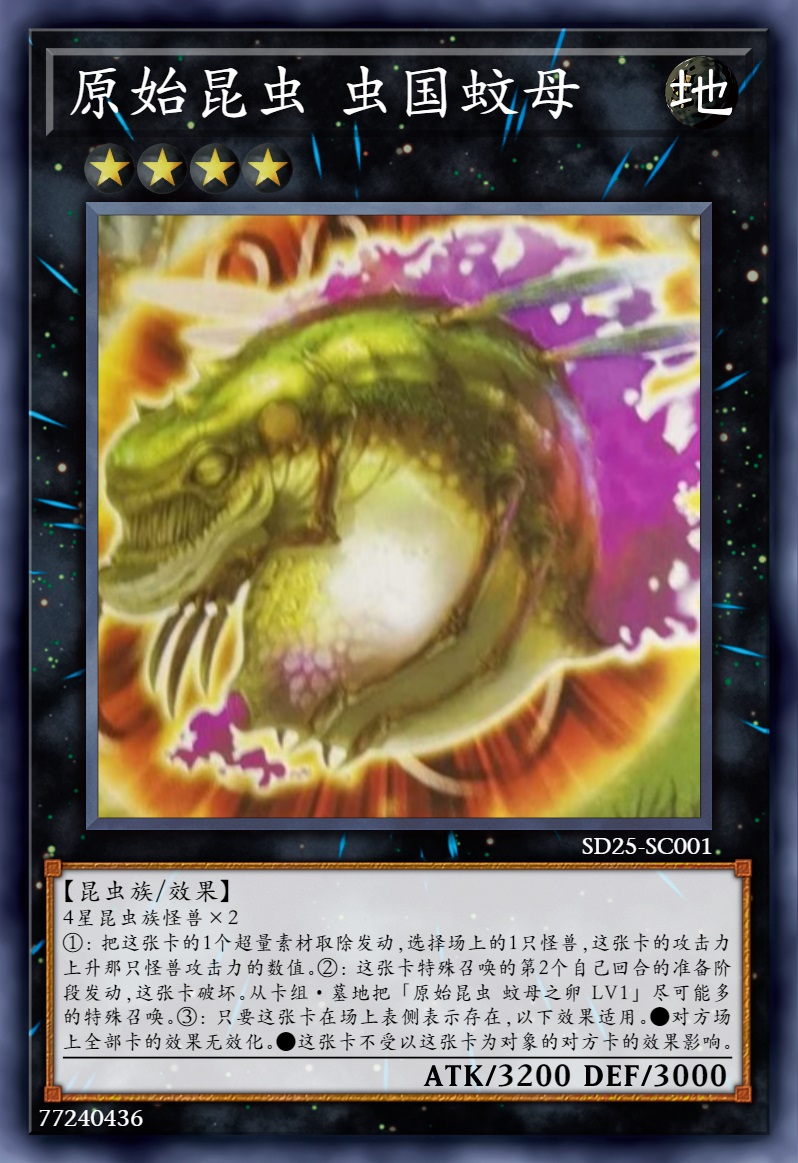 原始昆虫 虫国蚊母
地
SD25-SC001
【昆虫族/效果】
4星昆虫族怪兽×2
①：把这张卡的1个超量素材取除发动,选择场上的1只怪兽,这张卡的攻击力
上升那只怪兽攻击力的数值。②：这张卡特殊召唤的第2个自己回合的准备阶
段发动,这张卡破坏。从卡组·墓地把「原始昆虫 蚊母之卵 LV1」尽可能多
的特殊召唤。③：只要这张卡在场上表侧表示存在,以下效果适用。●对方场
上全部卡的效果无效化。●这张卡不受以这张卡为对象的对方卡的效果影响。
ATK/3200 DEF/3000
77240436